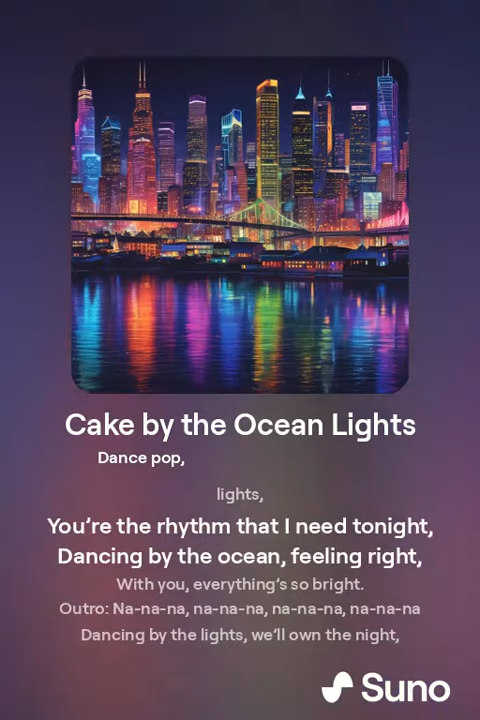 Cake by the Ocean Lights
Dance pop,
lights,
You’re the rhythm that I need tonight,
Dancing by the ocean, feeling right,
With you, everything’s so bright.
Outro: Na-na-na, na-na-na, na-na-na, na-na-na
Dancing by the lights, we’ll own the night,
Suno